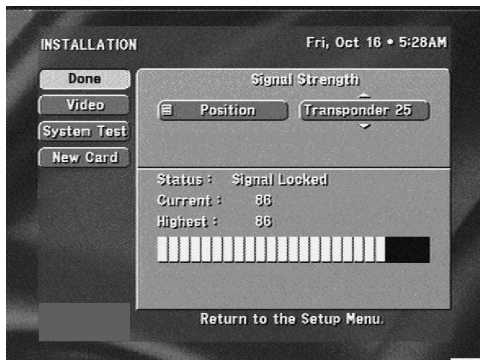 INSTALLATION
Fri, Oct 16 • 5:28AM
Done
Video
System Test
New Card
Signal Strength
Position
Transponder 25
Status : Signal Locked
Current : 86
Highest : 86
Return to the Setup Menu.